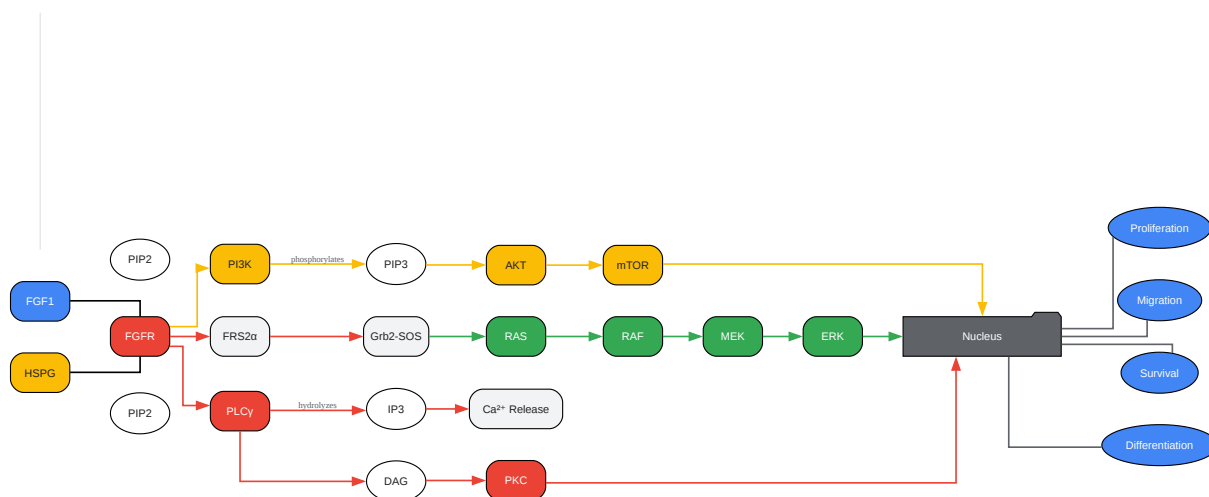 Proliferation
PIP2
PI3K
phosphorylates
PIP3
AKT
mTOR
FGF1
Migration
FGFR
FRS2α
Grb2-SOS
RAS
RAF
MEK
ERK
Nucleus
HSPG
Survival
PIP2
PLCγ
hydrolyzes
IP3
Ca²⁺ Release
Differentiation
DAG
PKC